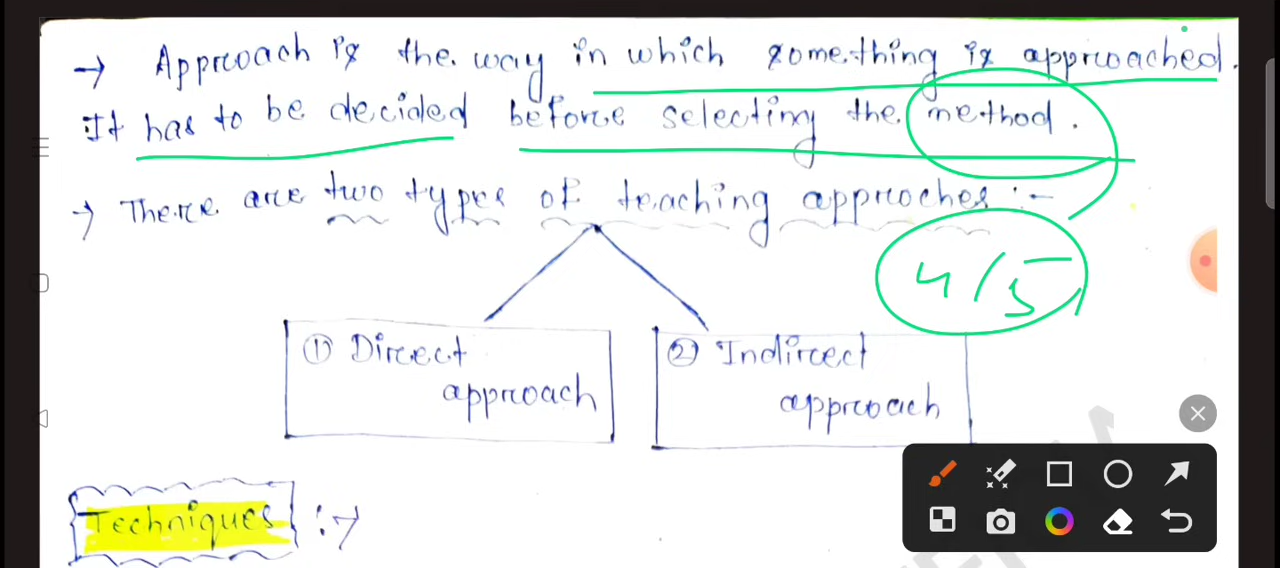 → Approach is the way in which something is approached.
It has to be decided before selecting the method.
→ There are two types of teaching approches :-
4/5
① Direct
approach
② Indirect
approach
Techniques :→